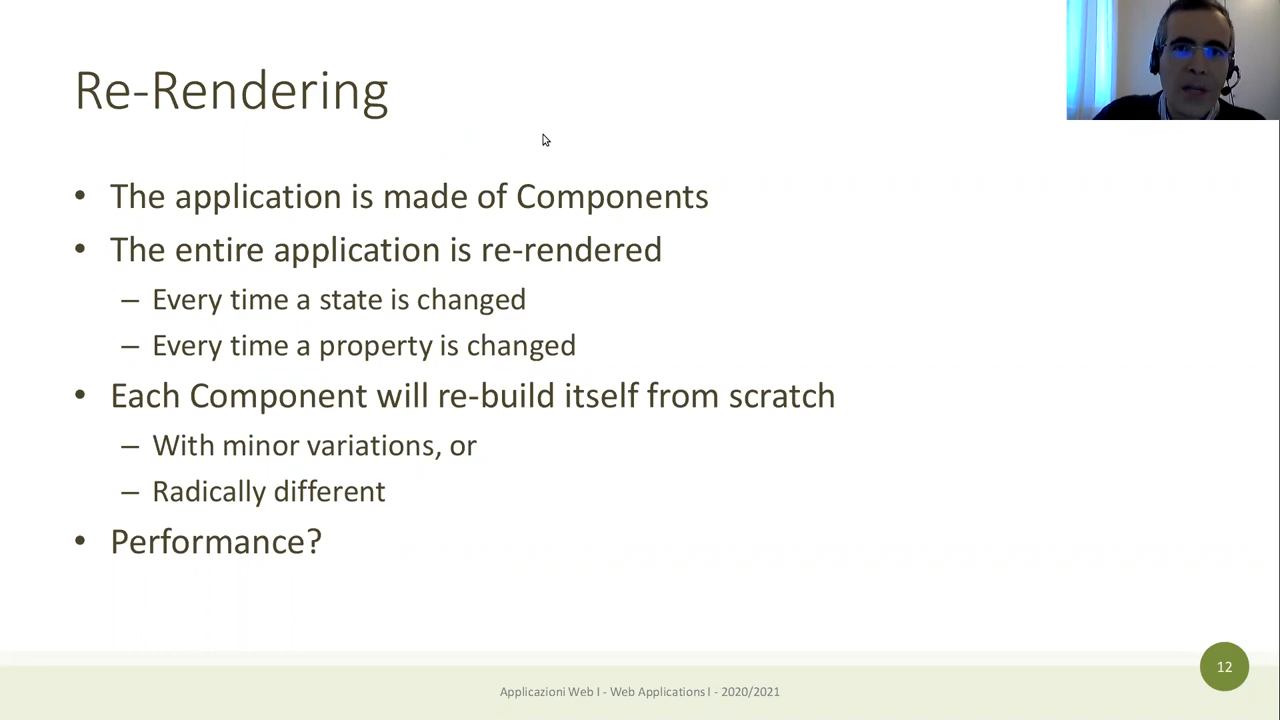 Re-Rendering
• The application is made of Components
• The entire application is re-rendered
– Every time a state is changed
– Every time a property is changed
• Each Component will re-build itself from scratch
– With minor variations, or
– Radically different
• Performance?
12
Applicazioni Web I - Web Applications I - 2020/2021